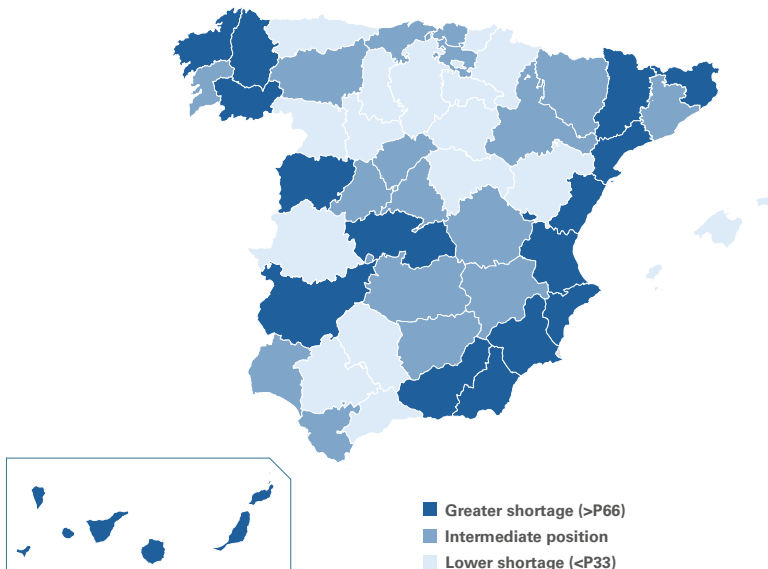 Greater shortage (>P66)
Intermediate position
Lower shortage (<P33)